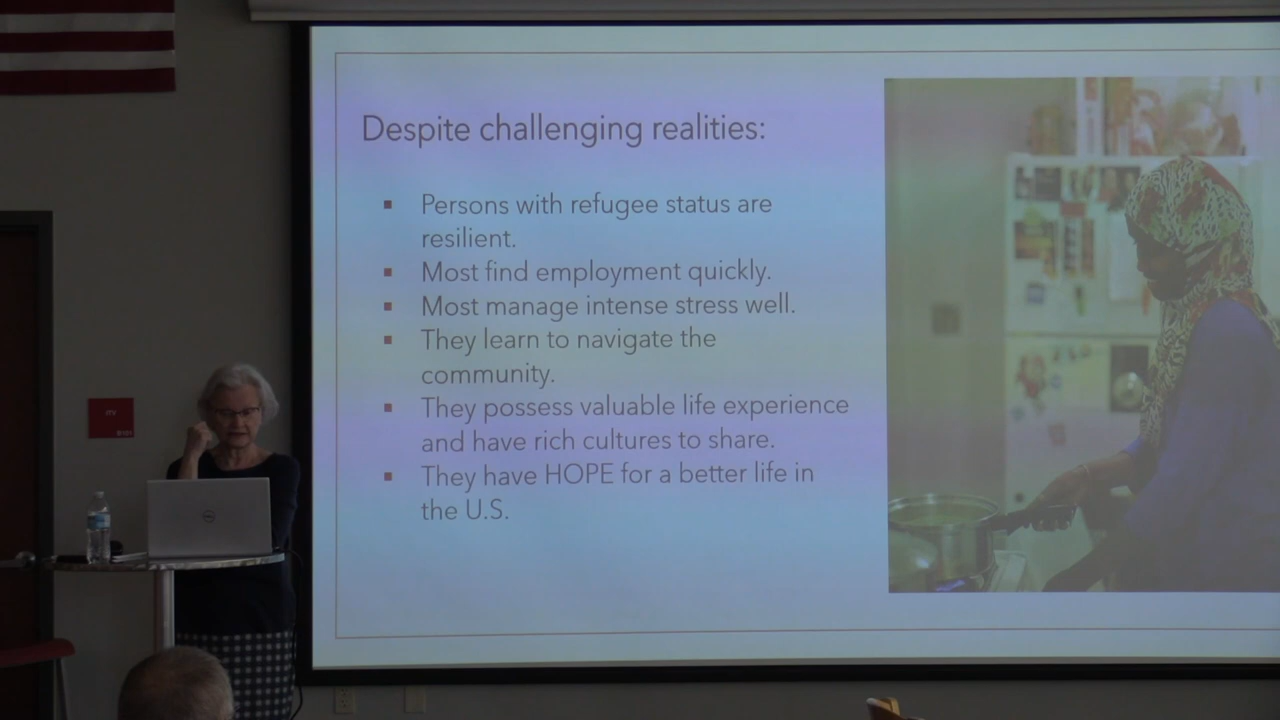 Despite challenging realities:
▪ Persons with refugee status are
resilient.
▪ Most find employment quickly.
▪ Most manage intense stress well.
▪ They learn to navigate the
community.
▪ They possess valuable life experience
and have rich cultures to share.
▪ They have HOPE for a better life in
the U.S.
ITV
DELL